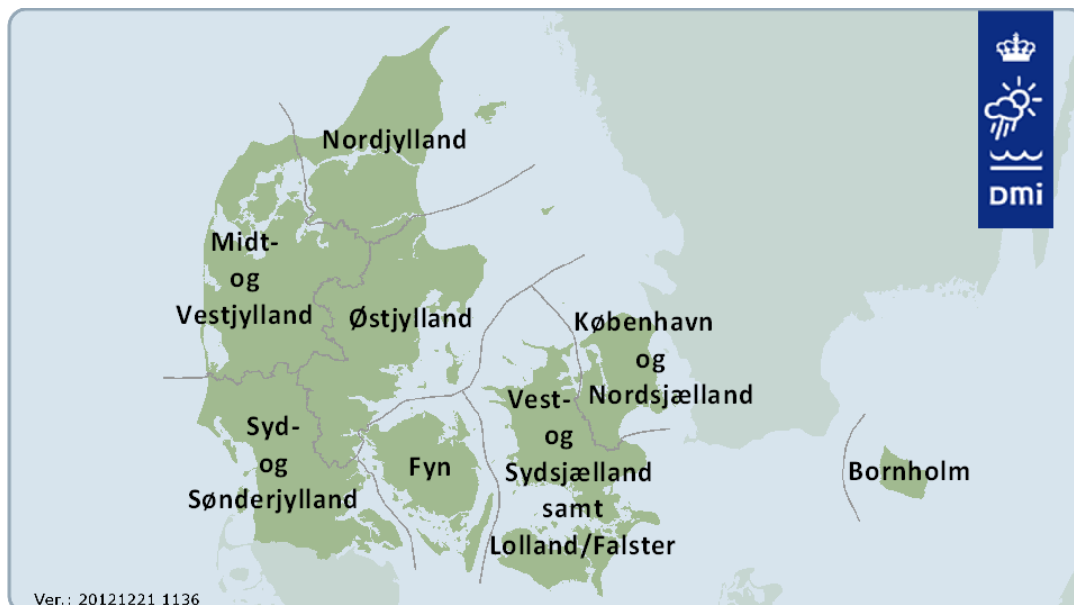 Nordjylland
DMi
Midt-
og
Vestjylland
Østjylland
København
og
Nordsjælland
Vest-
og
Sydsjælland
samt
Lolland/Falster
Syd-
og
Sønderjylland
Fyn
Bornholm
Ver.: 20121221 1136